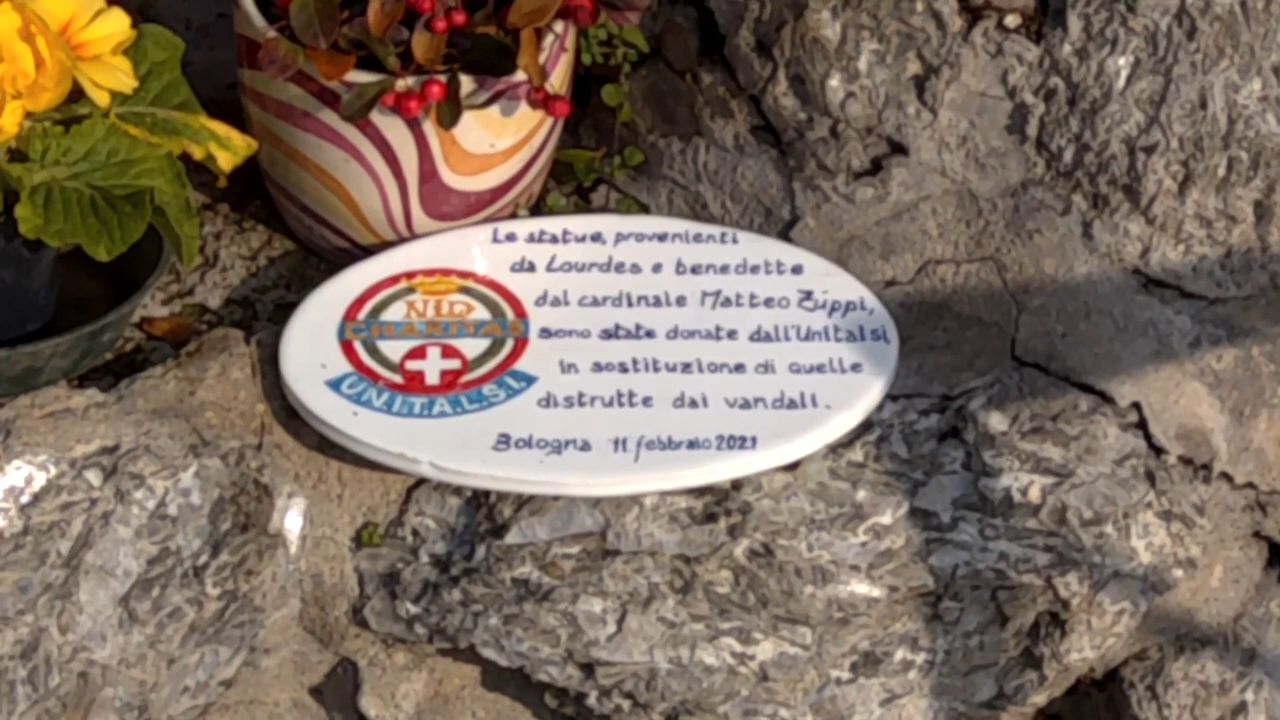 Le statue, provenienti
da Lourdes e benedette
dal cardinale Matteo Zuppi,
sono state donate dall'Unitalsi
in sostituzione di quelle
distrutte dai vandali.
Bologna 11 febbraio 2021
CHARITAS
U.N.I.T.A.L.S.I.